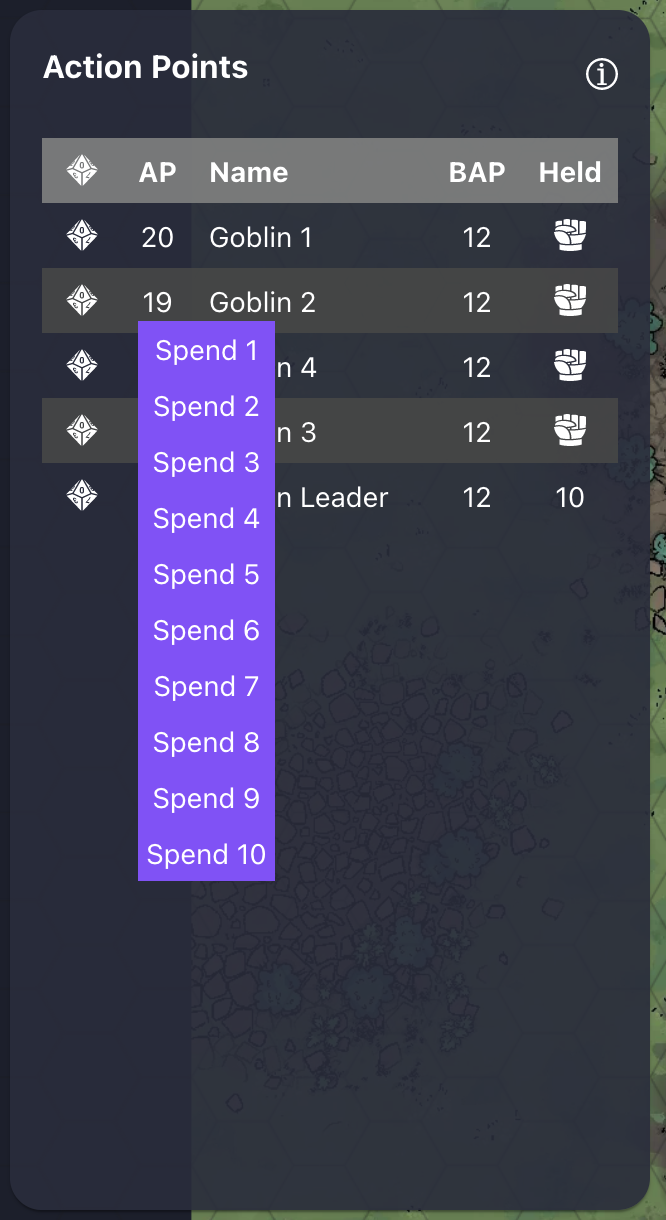 Action Points
AP Name BAP Held
20 Goblin 1 12
19 Goblin 2 12
Spend 1
n 4 12
Spend 2
n 3 12
Spend 3
n Leader 12 10
Spend 4
Spend 5
Spend 6
Spend 7
Spend 8
Spend 9
Spend 10